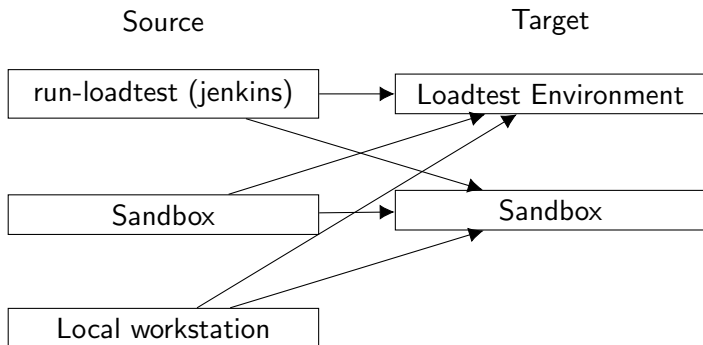 Source
Target
run-loadtest (jenkins)
Loadtest Environment
Sandbox
Sandbox
Local workstation